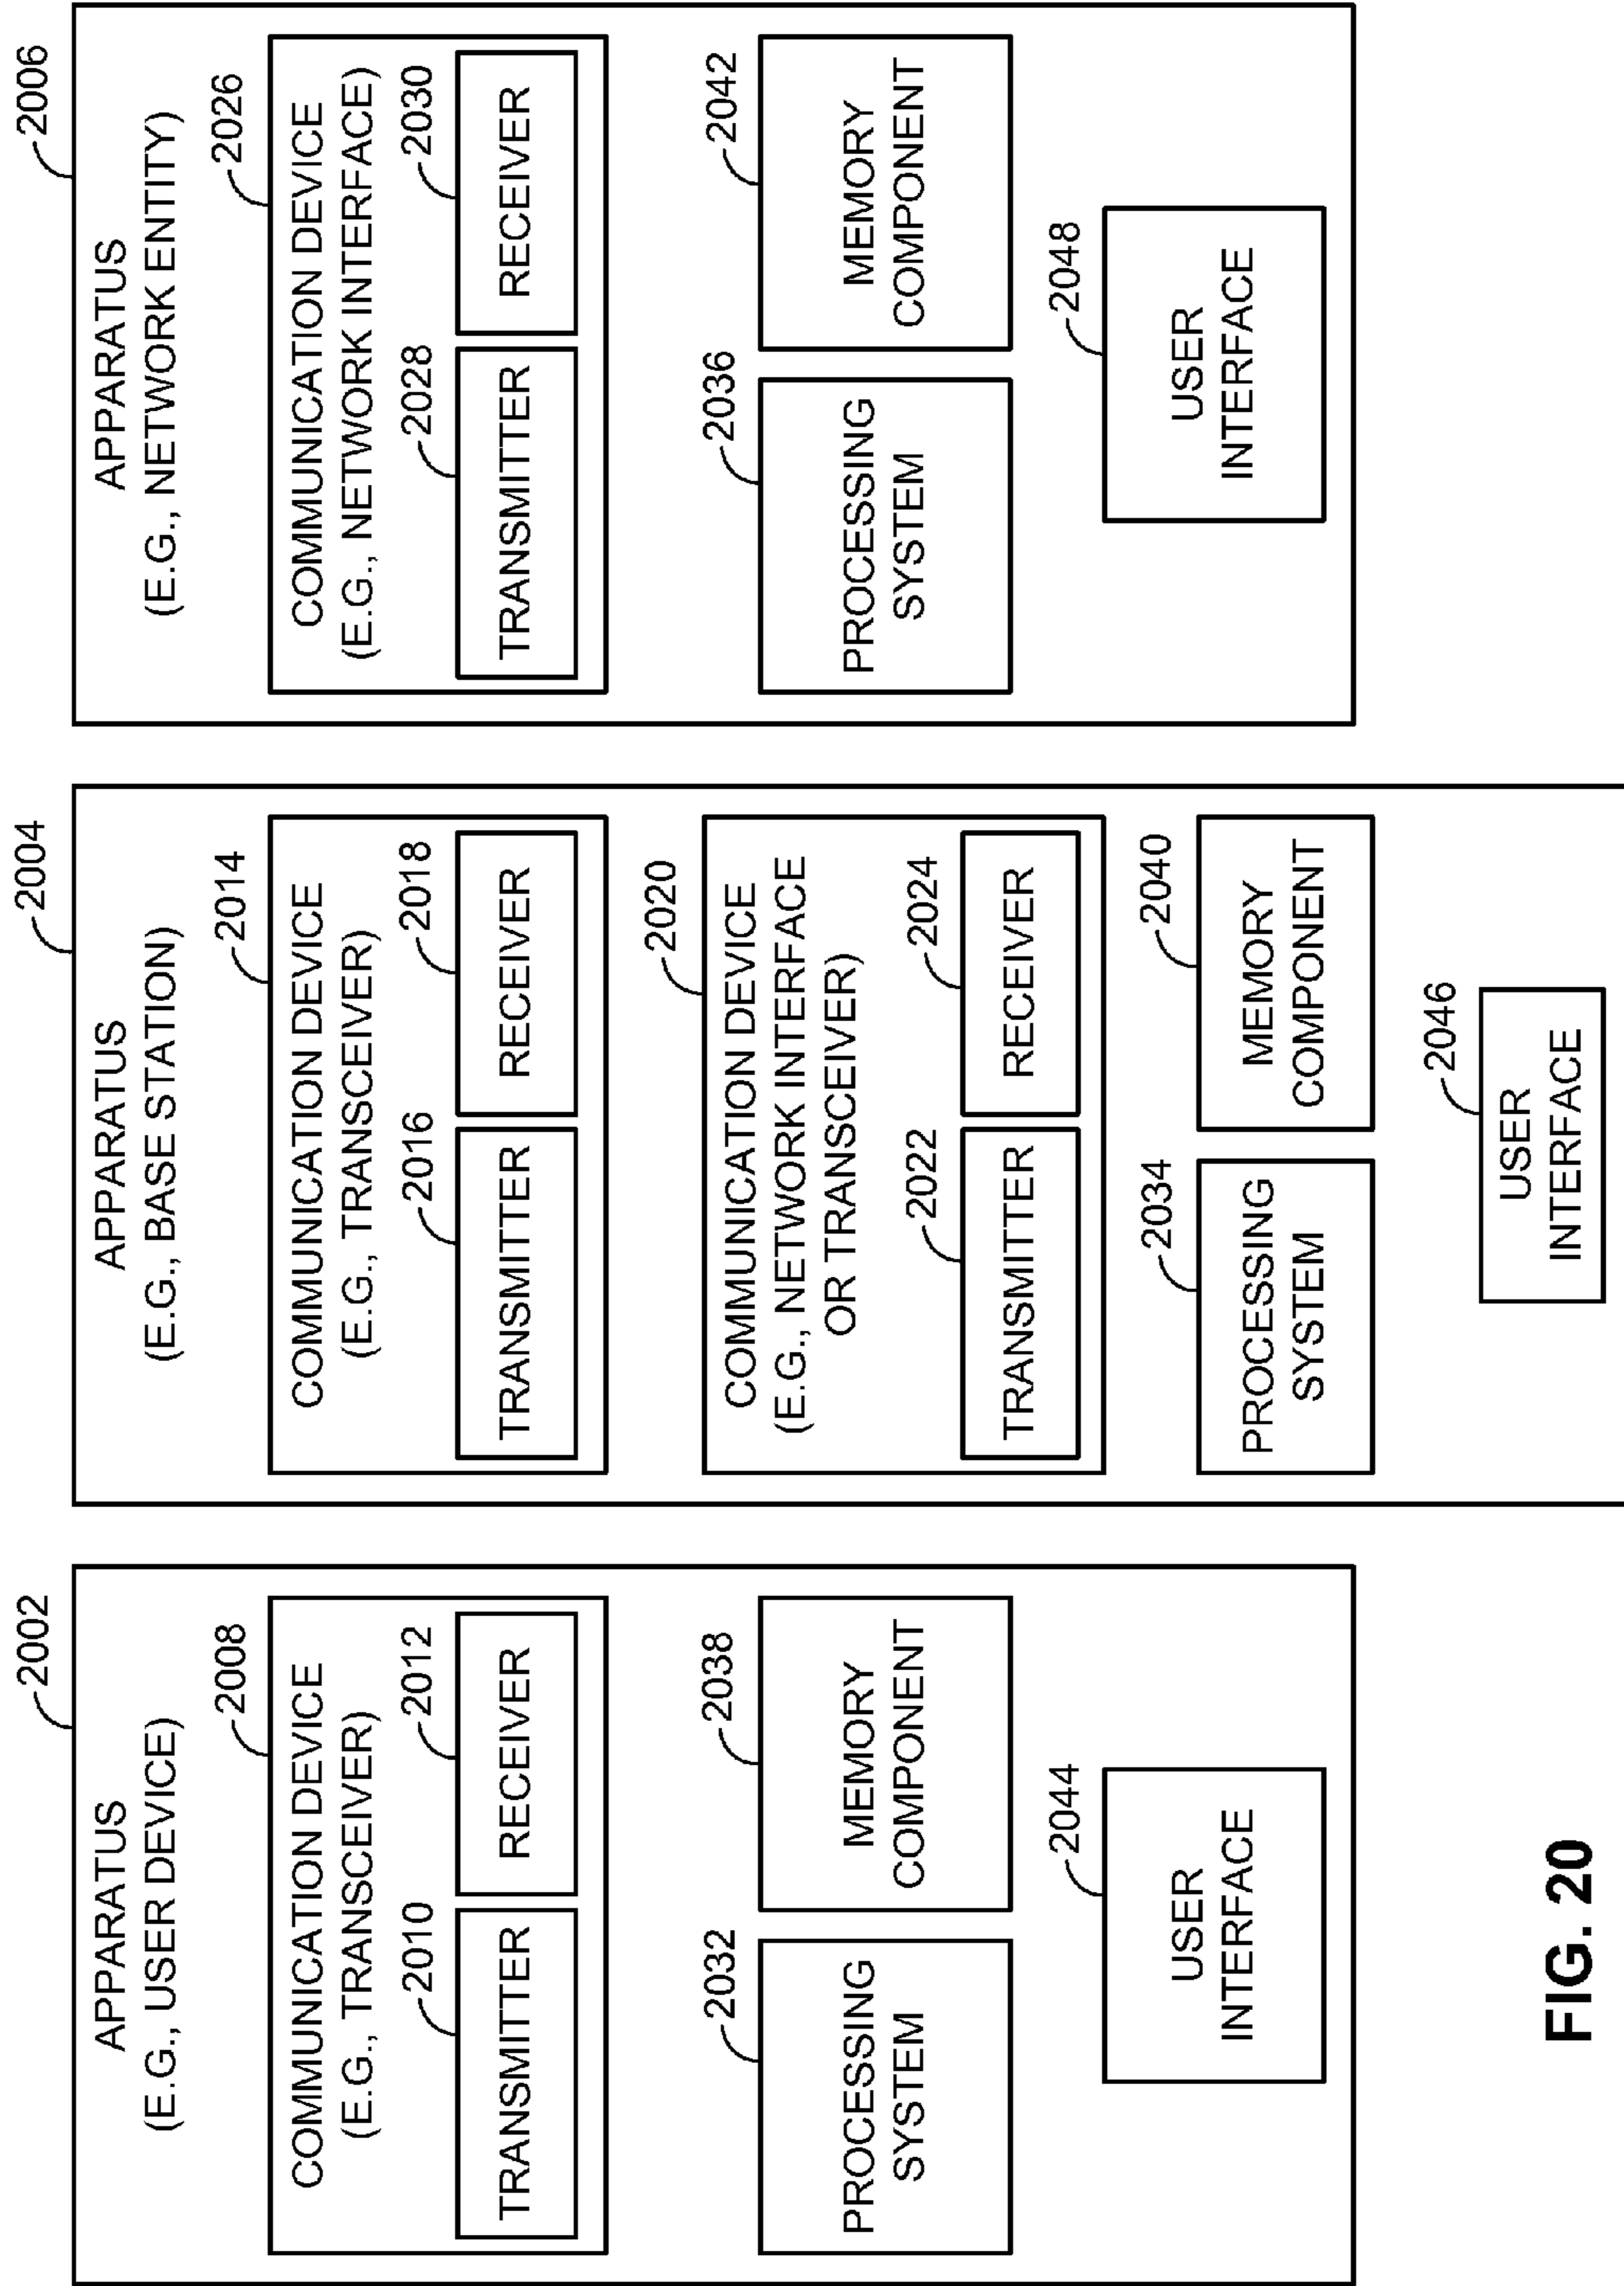 2002
APPARATUS
(E.G., USER DEVICE)
2008
COMMUNICATION DEVICE
(E.G., TRANSCEIVER)
2010
2012
TRANSMITTER
RECEIVER
2032
2038
PROCESSING
SYSTEM
MEMORY
COMPONENT
2044
USER
INTERFACE
2004
APPARATUS
(E.G., BASE STATION)
2014
COMMUNICATION DEVICE
(E.G., TRANSCEIVER)
2016
2018
TRANSMITTER
RECEIVER
2020
COMMUNICATION DEVICE
(E.G., NETWORK INTERFACE
OR TRANSCEIVER)
2022
2024
TRANSMITTER
RECEIVER
2034
2040
PROCESSING
SYSTEM
MEMORY
COMPONENT
2046
USER
INTERFACE
2006
APPARATUS
(E.G., NETWORK ENTITY)
2026
COMMUNICATION DEVICE
(E.G., NETWORK INTERFACE)
2028
2030
TRANSMITTER
RECEIVER
2036
2042
PROCESSING
SYSTEM
MEMORY
COMPONENT
2048
USER
INTERFACE
FIG. 20